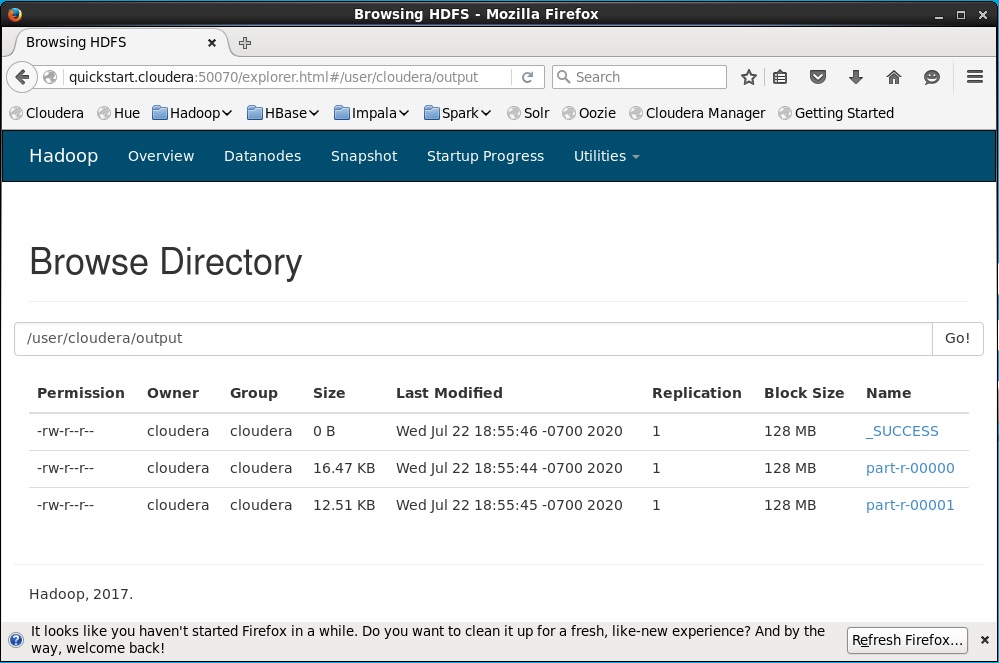 Browsing HDFS - Mozilla Firefox
Browsing HDFS
quickstart.cloudera:50070/explorer.html#/user/cloudera/output Search
Cloudera Hue Hadoop HBase Impala Spark Solr Oozie Cloudera Manager Getting Started
Hadoop Overview Datanodes Snapshot Startup Progress Utilities
Browse Directory
/user/cloudera/output Go!
Permission Owner Group Size Last Modified Replication Block Size Name
-rw-r--r-- cloudera cloudera 0 B Wed Jul 22 18:55:46 -0700 2020 1 128 MB _SUCCESS
-rw-r--r-- cloudera cloudera 16.47 KB Wed Jul 22 18:55:44 -0700 2020 1 128 MB part-r-00000
-rw-r--r-- cloudera cloudera 12.51 KB Wed Jul 22 18:55:45 -0700 2020 1 128 MB part-r-00001
Hadoop, 2017.
It looks like you haven't started Firefox in a while. Do you want to clean it up for a fresh, like-new experience? And by the
way, welcome back!
Refresh Firefox...